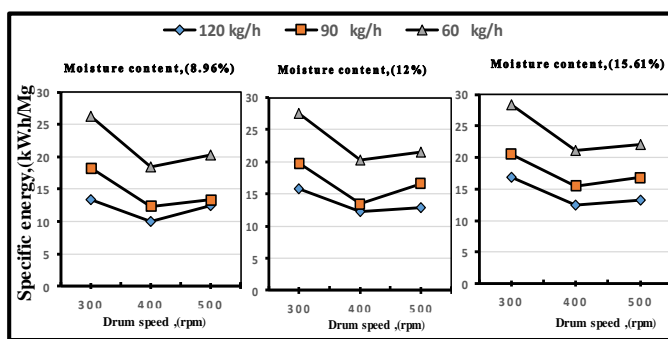 120 kg/h 90 kg/h 60 kg/h
Moisture content,(8.96%) Moisture content,(12%) Moisture content,(15.61%)
Specific energy,(kW.h/Mg)
30
25
20
15
10
5
0
300 400 500
Drum speed ,(rpm)
30
25
20
15
10
5
0
300 400 500
Drum speed ,(rpm)
30
25
20
15
10
5
0
300 400 500
Drum speed ,(rpm)